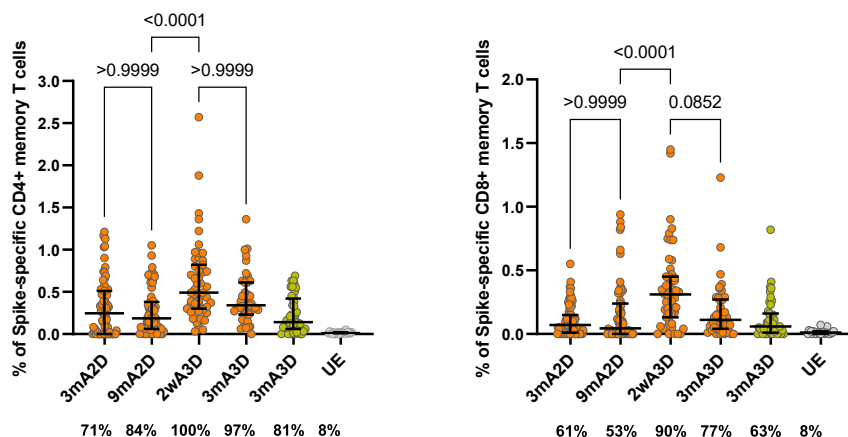 <0.0001
>0.9999 >0.9999
% of Spike-specific CD4+ memory T cells
3.0
2.5
2.0
1.5
1.0
0.5
0.0
3mA2D 9mA2D 2wA3D 3mA3D 3mA3D UE
71% 84% 100% 97% 81% 8%
<0.0001
>0.9999 0.0852
% of Spike-specific CD8+ memory T cells
2.0
1.5
1.0
0.5
0.0
3mA2D 9mA2D 2wA3D 3mA3D 3mA3D UE
61% 53% 90% 77% 63% 8%